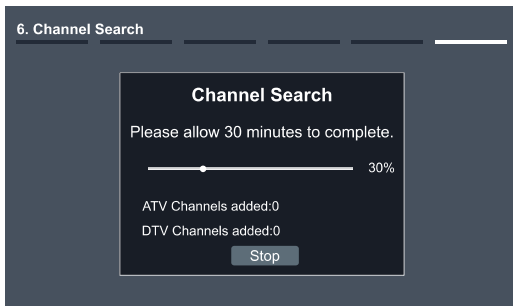 6. Channel Search
Channel Search
Please allow 30 minutes to complete.
30%
ATV Channels added:0
DTV Channels added:0
Stop